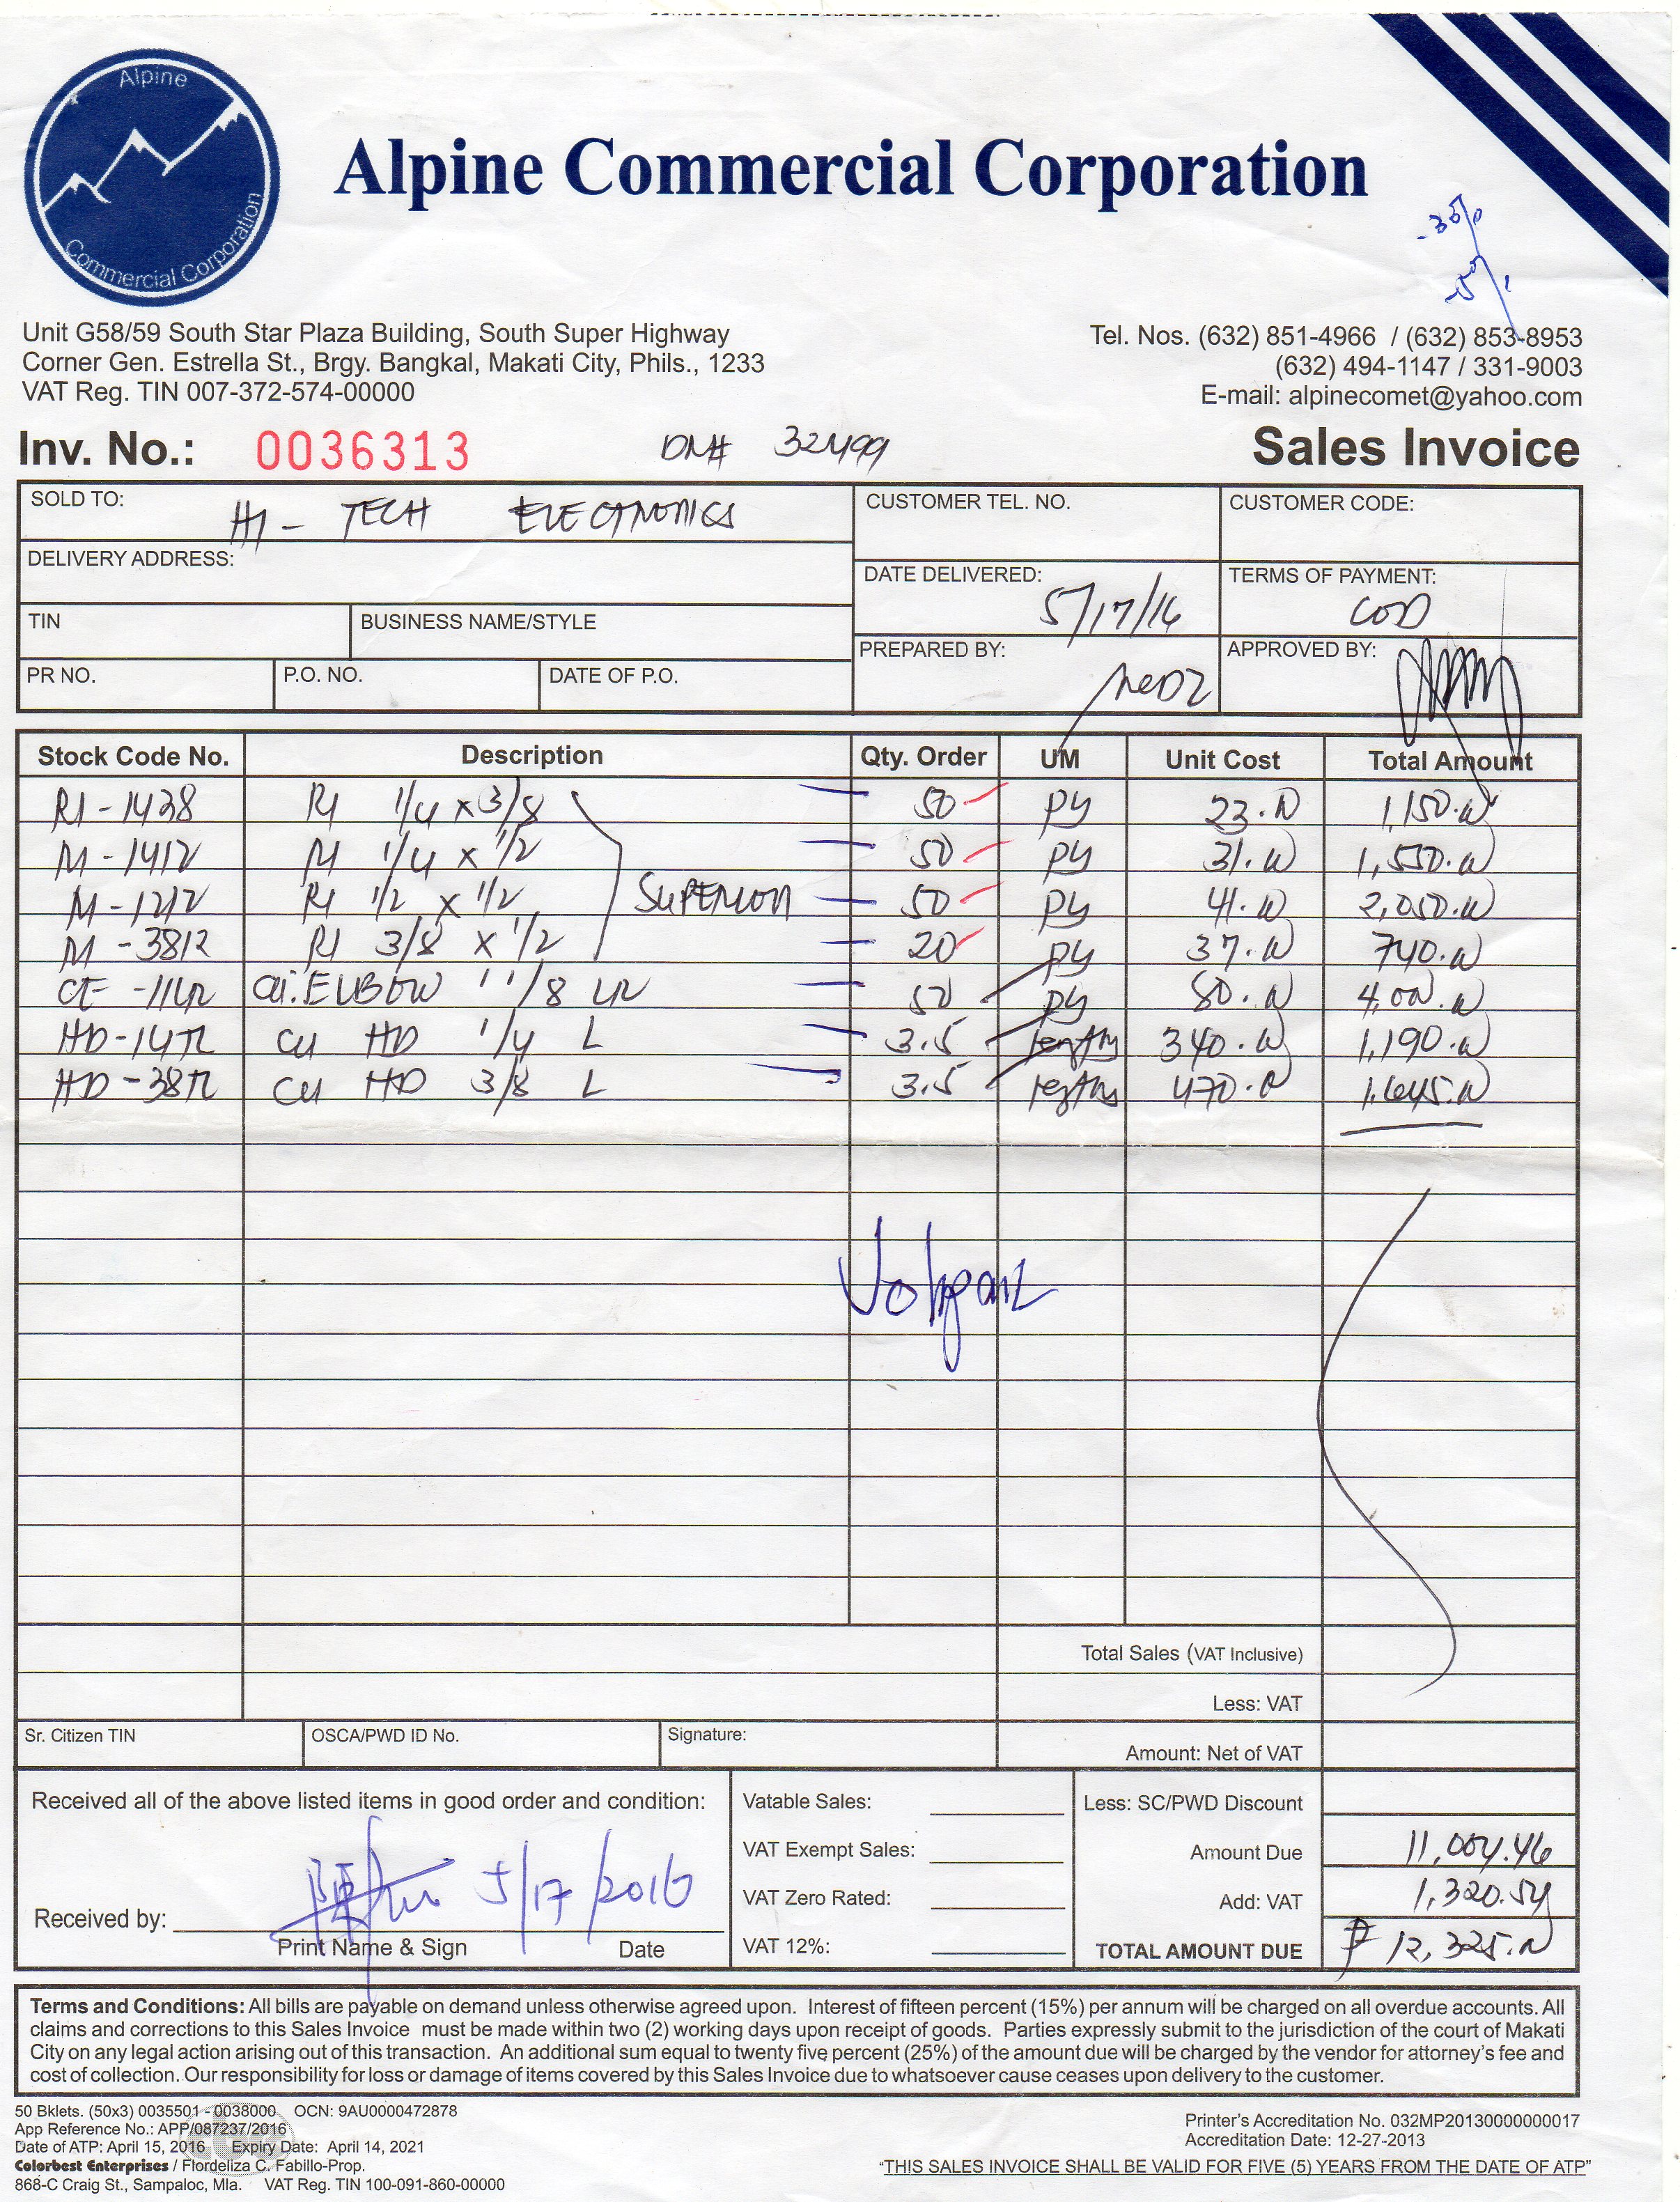 Alpine
Commercial Corporation
Alpine Commercial Corporation
-35%
-5%
Unit G58/59 South Star Plaza Building, South Super Highway
Corner Gen. Estrella St., Brgy. Bangkal, Makati City, Phils., 1233
VAT Reg. TIN 007-372-574-00000
Tel. Nos. (632) 851-4966 / (632) 853-8953
(632) 494-1147 / 331-9003
E-mail: alpinecomet@yahoo.com
Inv. No.: 0036313 32499 Sales Invoice
SOLD TO: HI - TECH ELECTRONICS
CUSTOMER TEL. NO.
CUSTOMER CODE:
DELIVERY ADDRESS:
DATE DELIVERED: 5/17/16
TERMS OF PAYMENT: COD
TIN
BUSINESS NAME/STYLE
PREPARED BY:
APPROVED BY:
PR NO.
P.O. NO.
DATE OF P.O.
Stock Code No. Description Qty. Order UM Unit Cost Total Amount
RI-1438 RI 1/4 x 3/8 50 23.00 1,150.00
RI-1412 RI 1/4 x 1/2 50 31.00 1,550.00
RI-1212 RI 1/2 x 1/2 SUPERLON 50 41.00 2,050.00
RI-3812 RI 3/8 x 1/2 20 37.00 740.00
CU. ELBOW 1 1/8 LR 50 80.00 4,000.00
HD-14TL CU HD 1/4 L 3.5 lengths 340.00 1,190.00
HD-38TL CU HD 3/8 L 3.5 lengths 470.00 1,645.00
Total Sales (VAT Inclusive)
Less: VAT
Sr. Citizen TIN
OSCA/PWD ID No.
Signature:
Amount: Net of VAT
Received all of the above listed items in good order and condition:
Vatable Sales:
Less: SC/PWD Discount
VAT Exempt Sales:
Amount Due 11,004.46
VAT Zero Rated:
Add: VAT 1,320.54
Received by: 5/17/2016
Print Name & Sign Date
VAT 12%:
TOTAL AMOUNT DUE ₱ 12,325.00
Terms and Conditions: All bills are payable on demand unless otherwise agreed upon. Interest of fifteen percent (15%) per annum will be charged on all overdue accounts. All
claims and corrections to this Sales Invoice must be made within two (2) working days upon receipt of goods. Parties expressly submit to the jurisdiction of the court of Makati
City on any legal action arising out of this transaction. An additional sum equal to twenty five percent (25%) of the amount due will be charged by the vendor for attorney's fee and
cost of collection. Our responsibility for loss or damage of items covered by this Sales Invoice due to whatsoever cause ceases upon delivery to the customer.
50 Bklets. (50x3) 0035501 - 0038000 OCN: 9AU0000472878
App Reference No.: APP/087237/2016
Date of ATP: April 15, 2016 Expiry Date: April 14, 2021
Colorbest Enterprises / Flordeliza C. Fabillo-Prop.
868-C Craig St., Sampaloc, Mla. VAT Reg. TIN 100-091-860-00000
Printer's Accreditation No. 032MP20130000000017
Accreditation Date: 12-27-2013
"THIS SALES INVOICE SHALL BE VALID FOR FIVE (5) YEARS FROM THE DATE OF ATP"